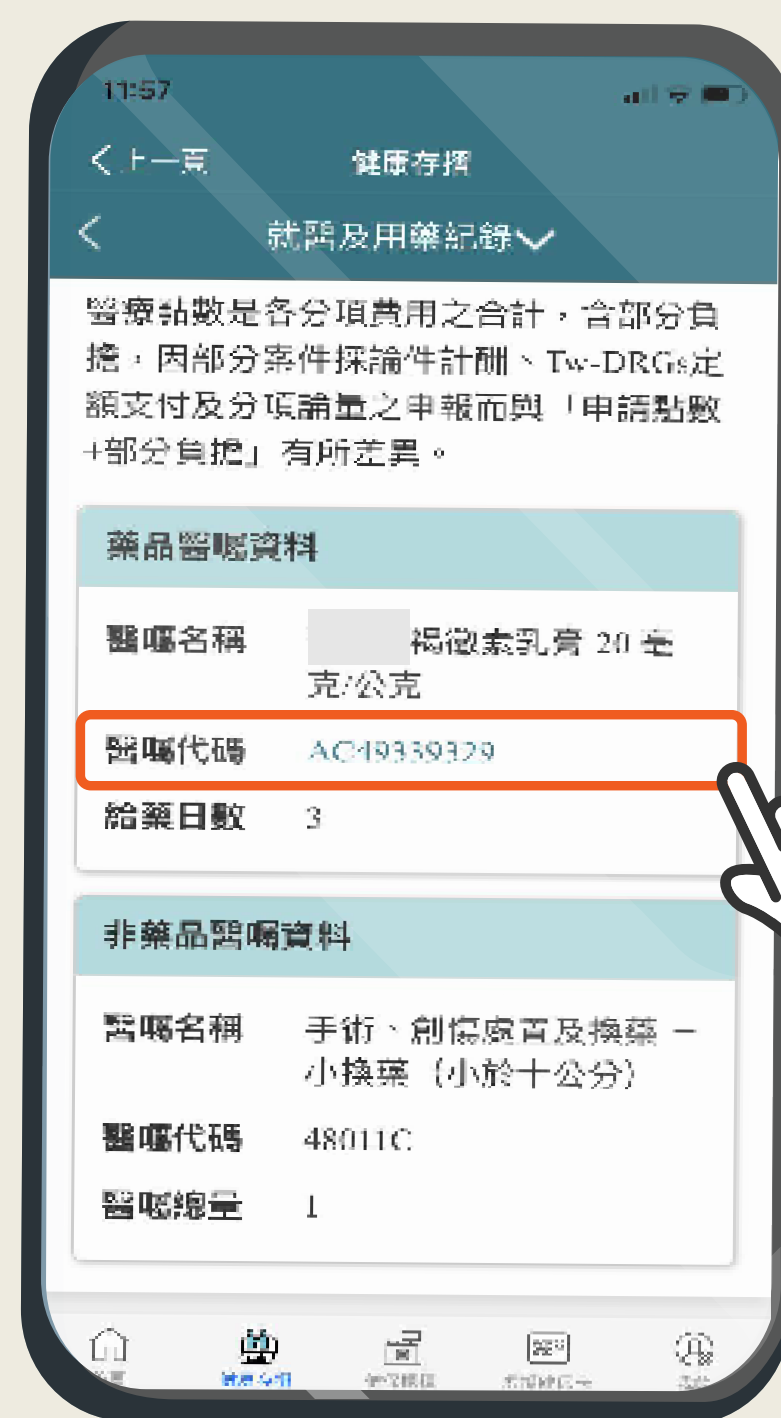 11:57
上一頁 健康存摺
就醫及用藥紀錄
醫療點數是各分項費用之合計，含部分負
擔，因部分案件採論件計酬、Tw-DRGs定
額支付及分項論量之申報而與「申請點數
+部分負擔」有所差異。
藥品醫囑資料
醫囑名稱 褐黴素乳膏 20 毫
克/公克
醫囑代碼 AC49339329
給藥日數 3
非藥品醫囑資料
醫囑名稱 手術、創傷處置及換藥 －
小換藥（小於十公分）
醫囑代碼 48011C
醫囑總量 1
健康存摺